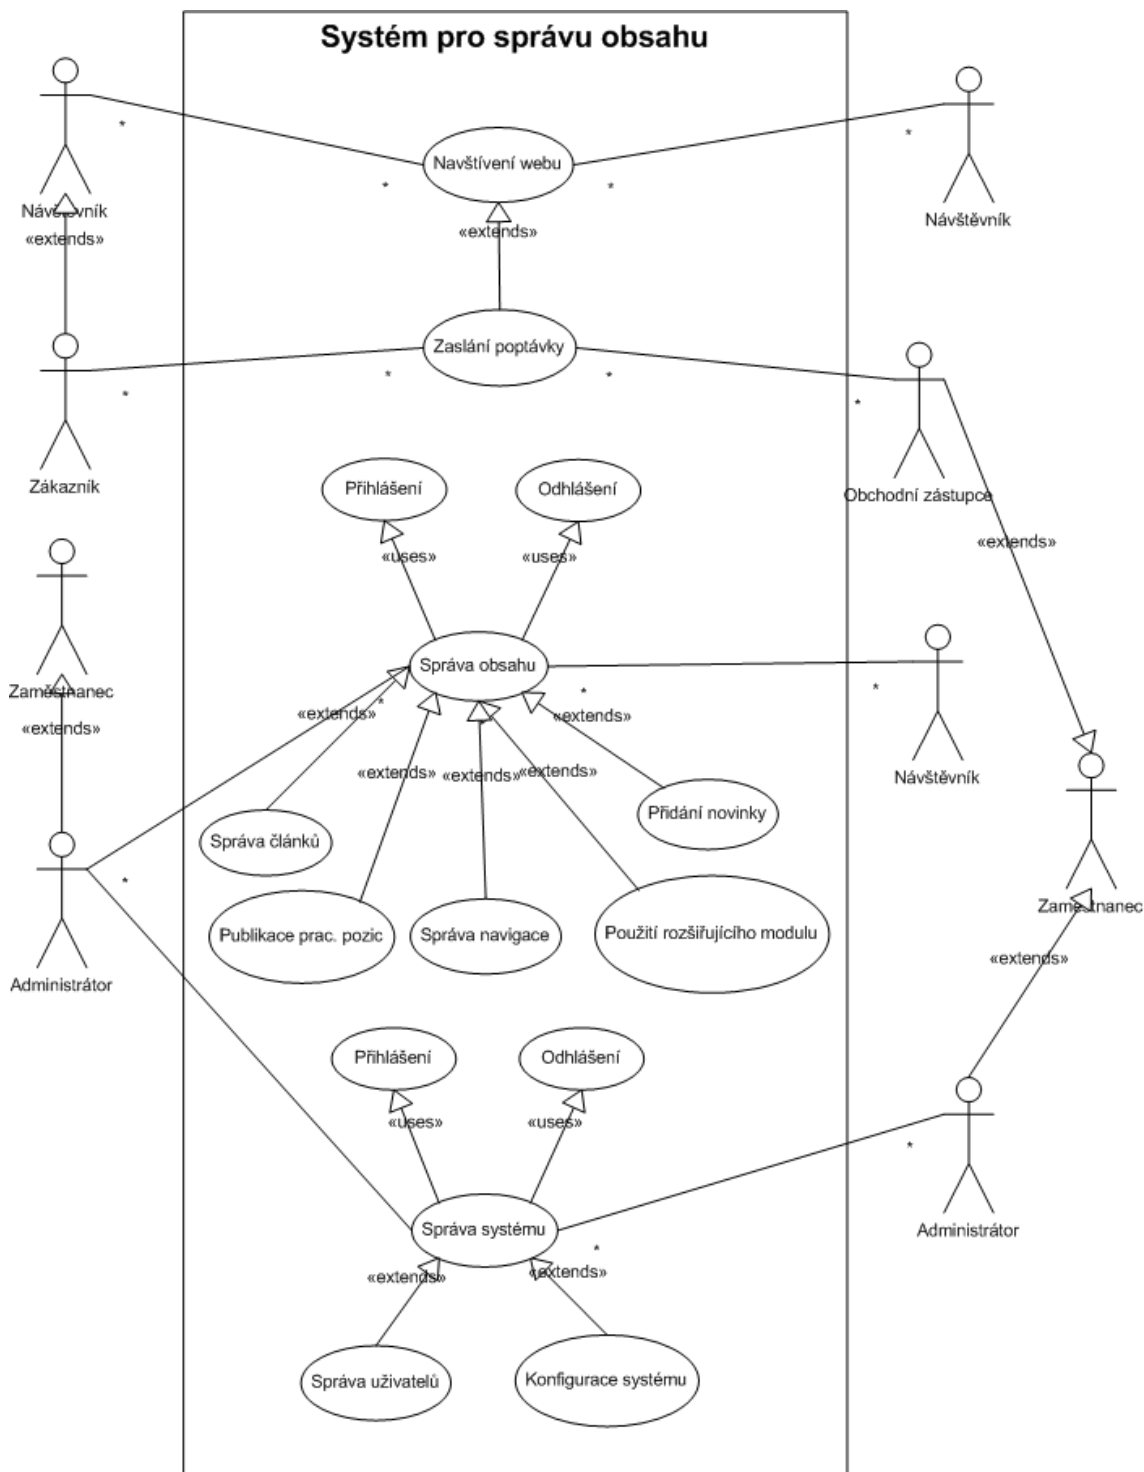 Systém pro správu obsahu
*
*
*
*
Navštívení webu
Návštěvník
Návštěvník
«extends»
«extends»
Zaslání poptávky
*
*
*
*
Zákazník
Přihlášení
Odhlášení
Obchodní zástupce
«extends»
«uses»
«uses»
Správa obsahu
Zaměstnanec
*
*
*
«extends»
«extends»
«extends»
«extends»
«extends»
«extends»
Návštěvník
Přidání novinky
Správa článků
*
Zaměstnanec
Publikace prac. pozic
Správa navigace
Použití rozšiřujícího modulu
«extends»
Administrátor
Přihlášení
Odhlášení
«uses»
«uses»
*
Správa systému
Administrátor
*
«extends»
«extends»
Správa uživatelů
Konfigurace systému